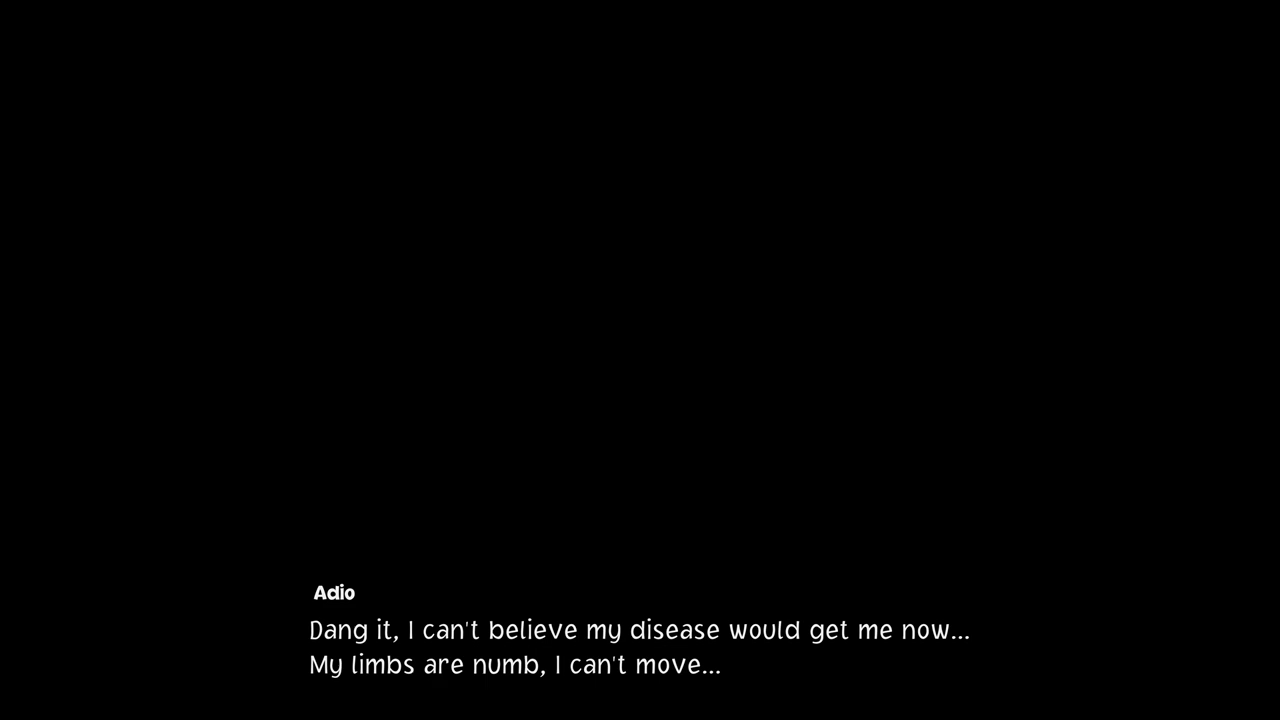 Adio
Dang it, I can't believe my disease would get me now...
My limbs are numb, I can't move...